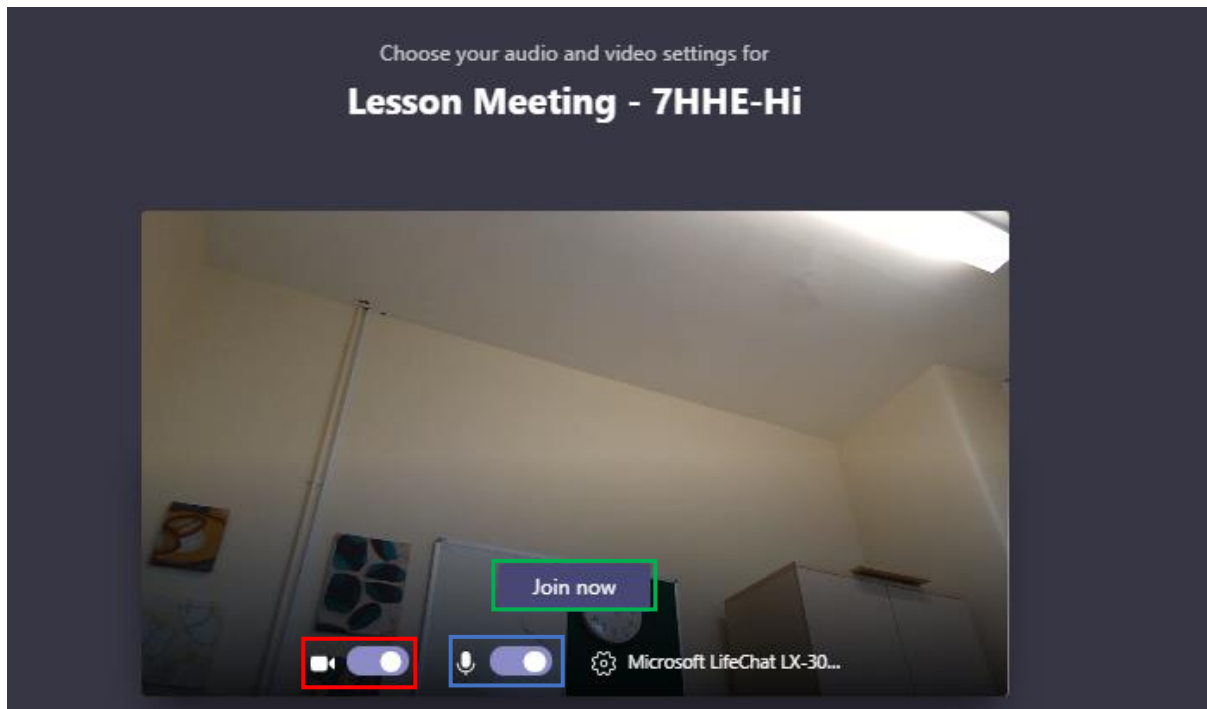 Choose your audio and video settings for
Lesson Meeting - 7HHE-Hi
Join now
Microsoft LifeChat LX-30...